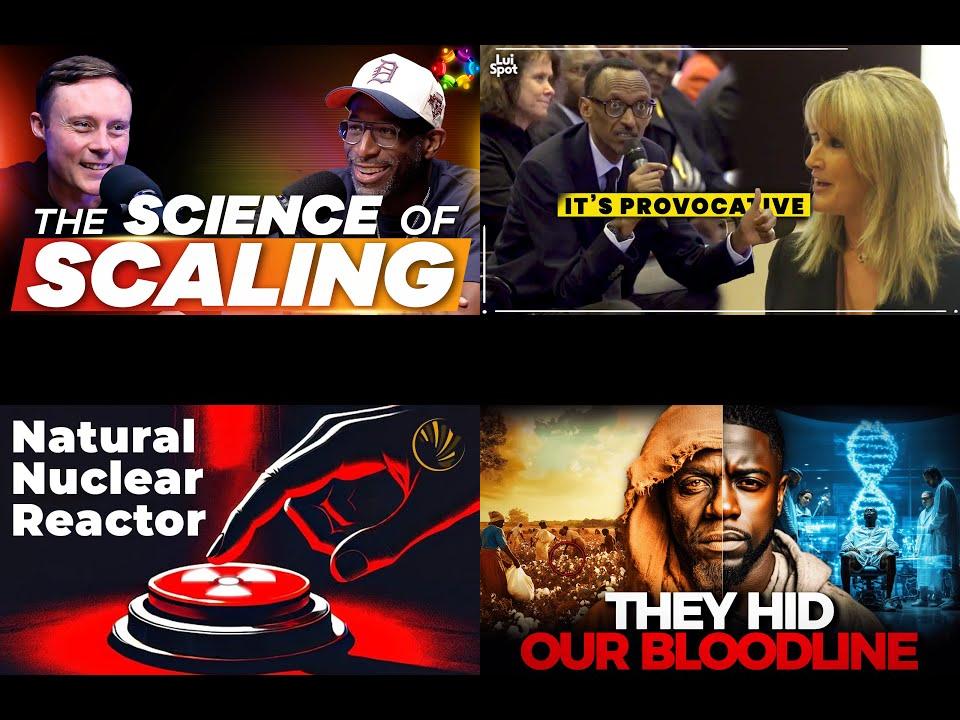 THE SCIENCE OF
SCALING
Lui
Spot
IT'S PROVOCATIVE
Natural
Nuclear
Reactor
THEY HID
OUR BLOODLINE